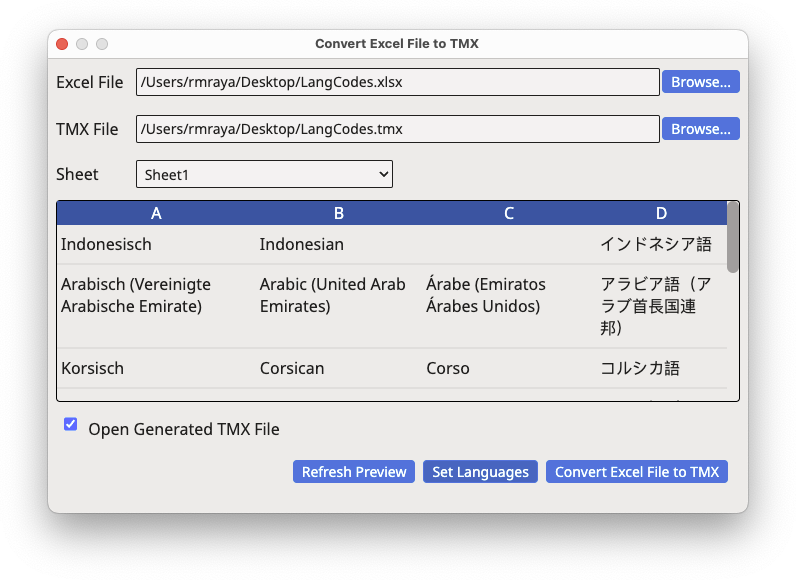 Convert Excel File to TMX
Excel File /Users/rmraya/Desktop/LangCodes.xlsx Browse...
TMX File /Users/rmraya/Desktop/LangCodes.tmx Browse...
Sheet Sheet1
A B C D
Indonesisch Indonesian インドネシア語
Arabisch (Vereinigte Arabic (United Arab Árabe (Emiratos アラビア語（ア
Arabische Emirate) Emirates) Árabes Unidos) ラブ首長国連
邦）
Korsisch Corsican Corso コルシカ語
Open Generated TMX File
Refresh Preview Set Languages Convert Excel File to TMX